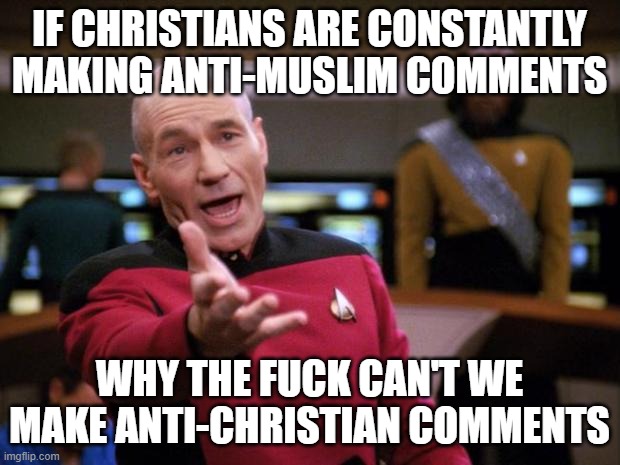 IF CHRISTIANS ARE CONSTANTLY
MAKING ANTI-MUSLIM COMMENTS
WHY THE FUCK CAN'T WE
MAKE ANTI-CHRISTIAN COMMENTS
imgflip.com